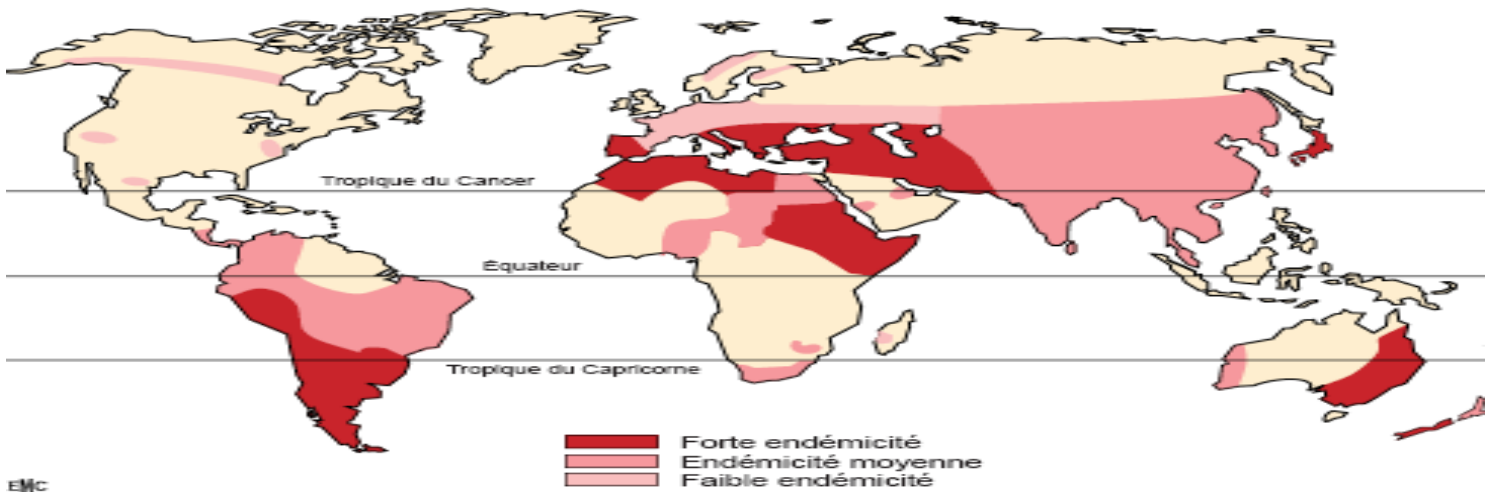 Tropique du Cancer
Équateur
Tropique du Capricorne
Forte endémicité
Endémicité moyenne
Faible endémicité
EMC